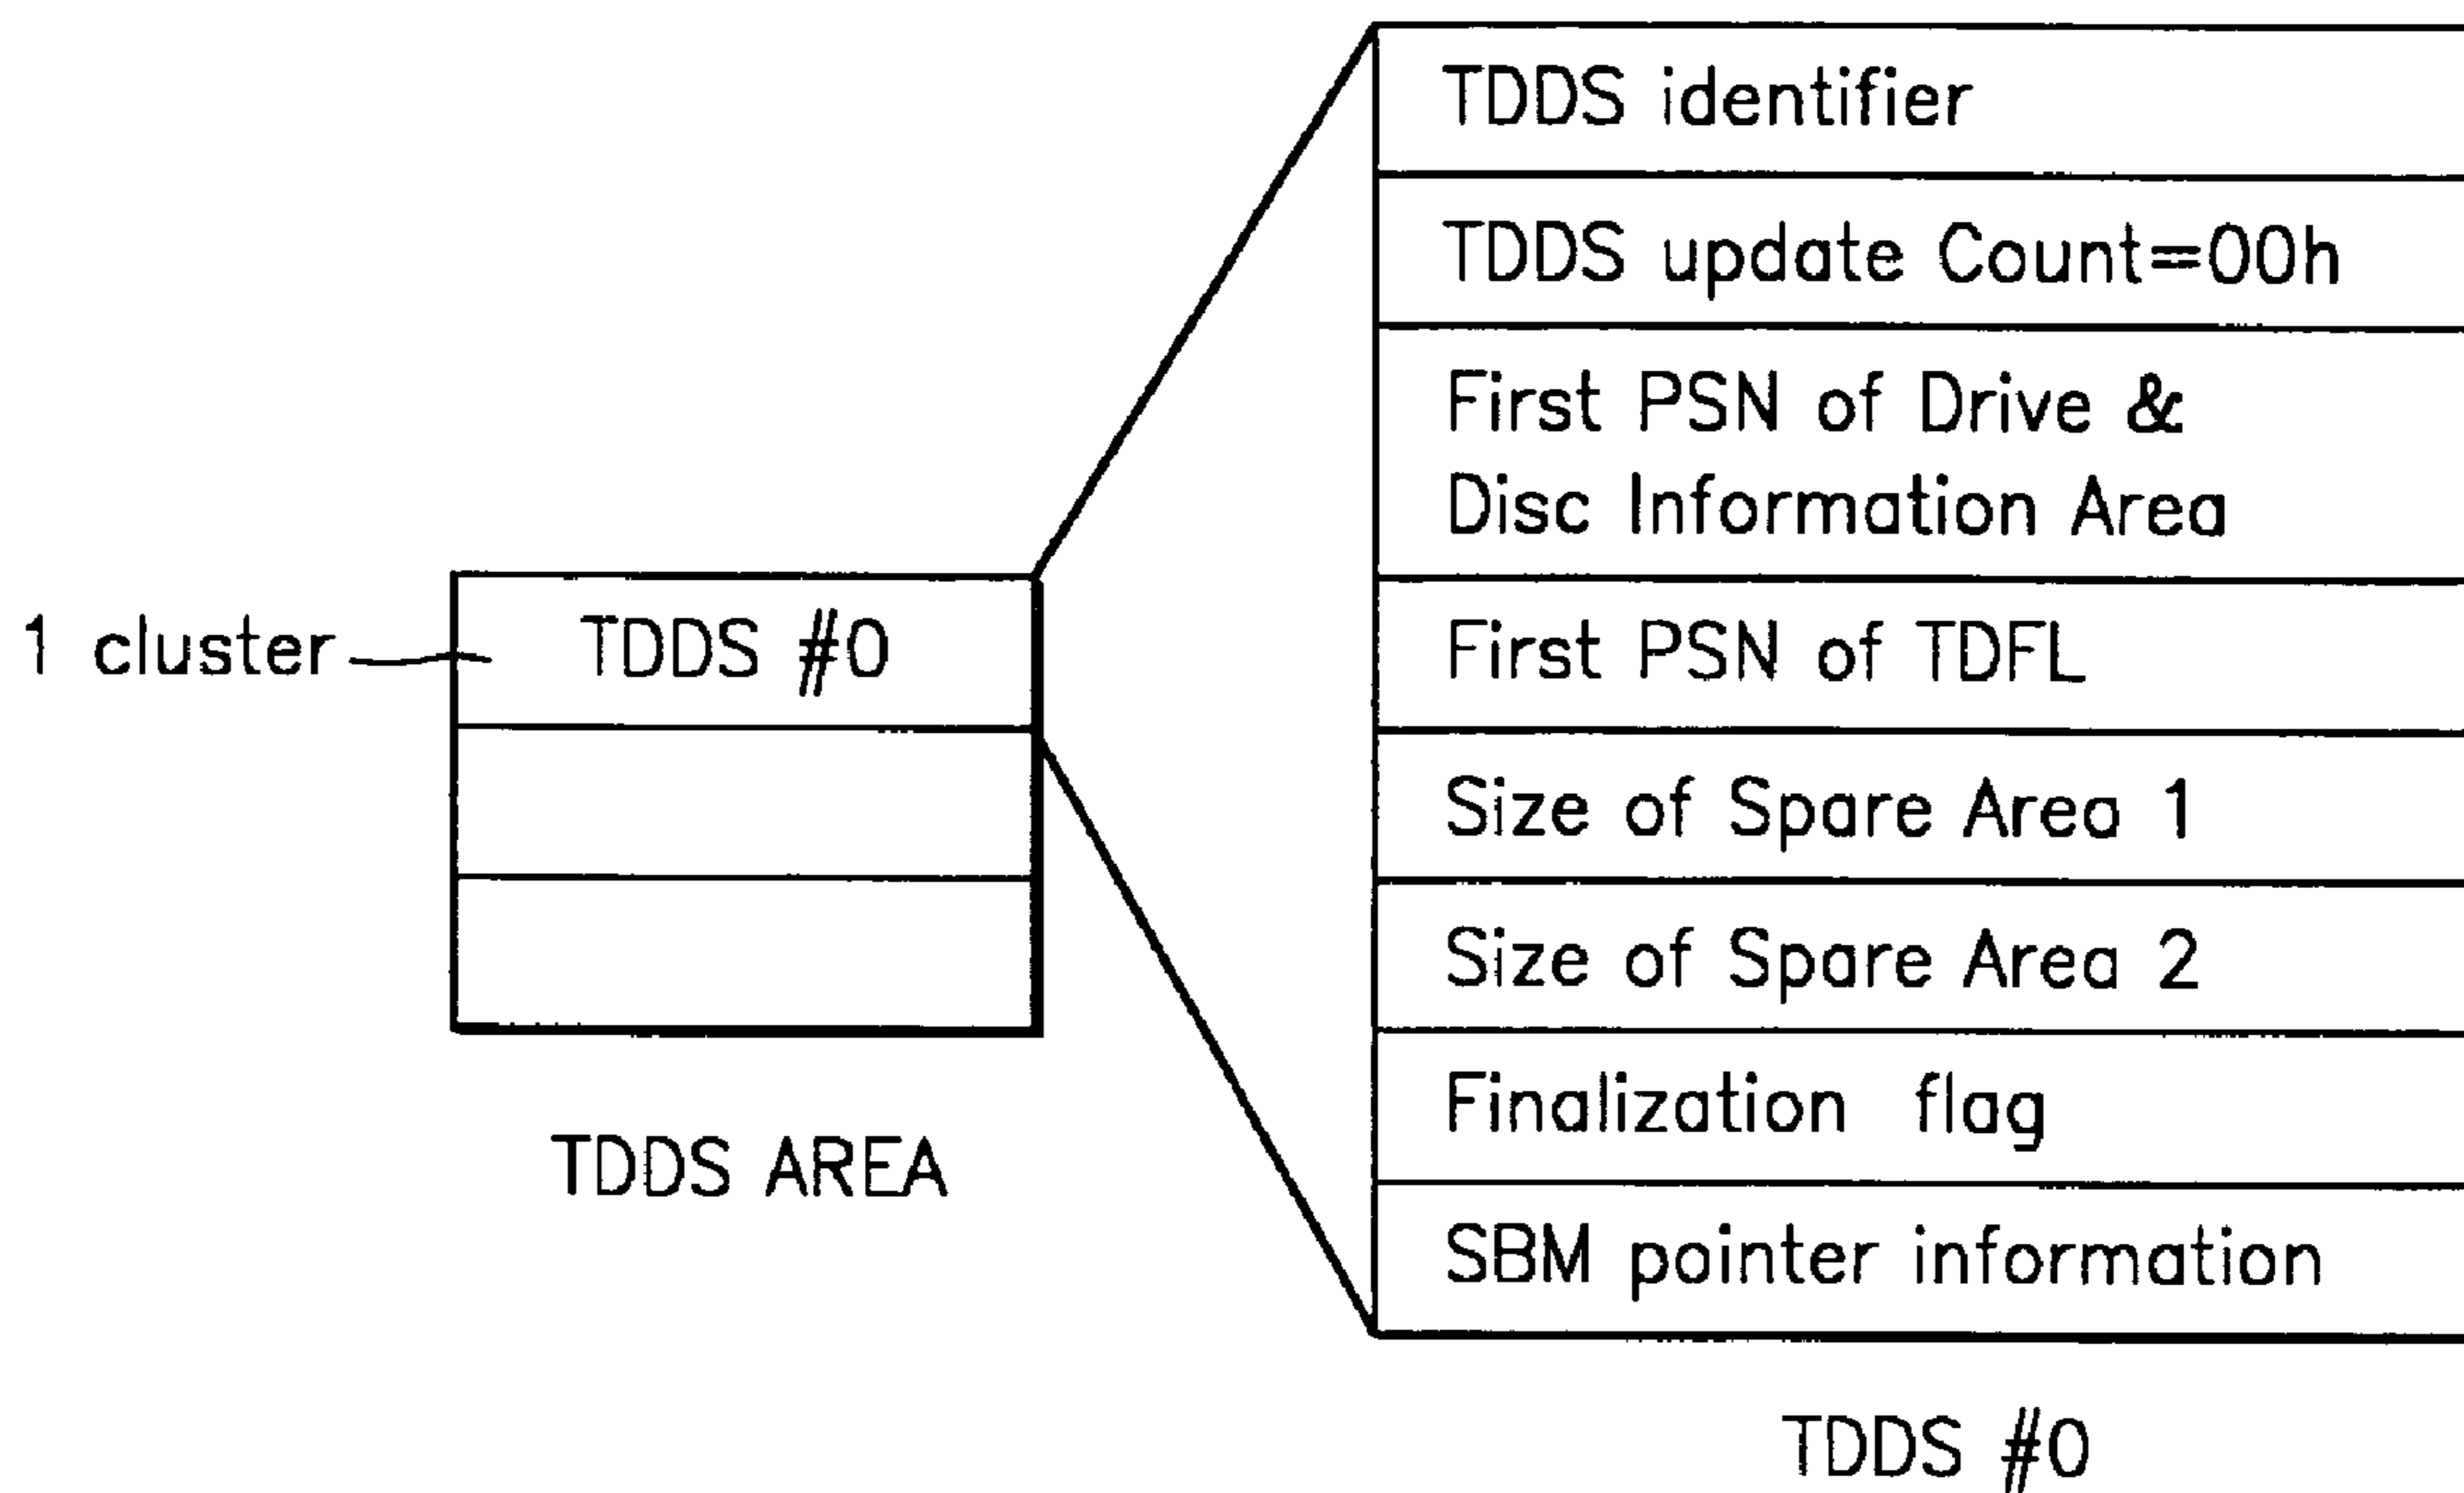 1 cluster
TDDS #0
TDDS AREA
TDDS identifier
TDDS update Count=00h
First PSN of Drive &
Disc Information Area
First PSN of TDFL
Size of Spare Area 1
Size of Spare Area 2
Finalization flag
SBM pointer information
TDDS #0